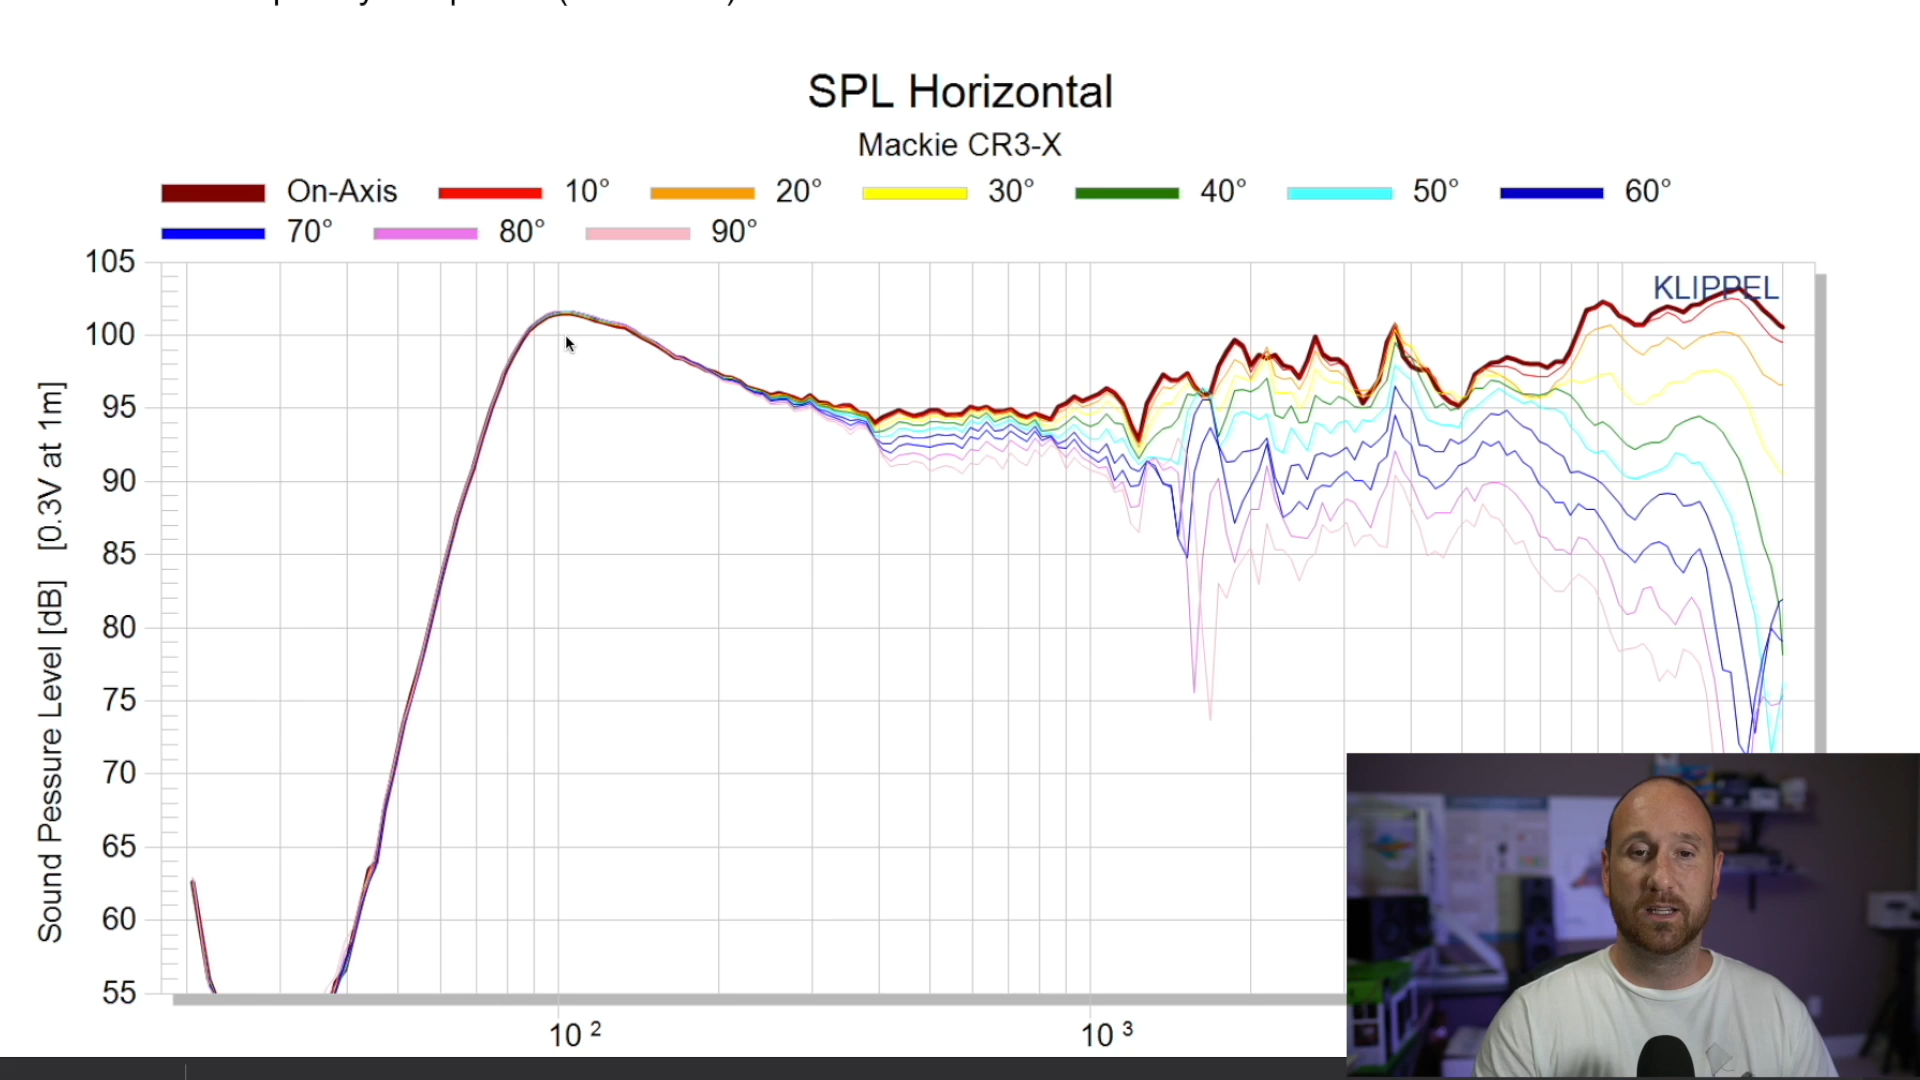 SPL Horizontal
Mackie CR3-X
On-Axis 10° 20° 30° 40° 50° 60°
70° 80° 90°
KLIPPEL
Sound Pessure Level [dB] [0.3V at 1m]
105
100
95
90
85
80
75
70
65
60
55
10 2 10 3